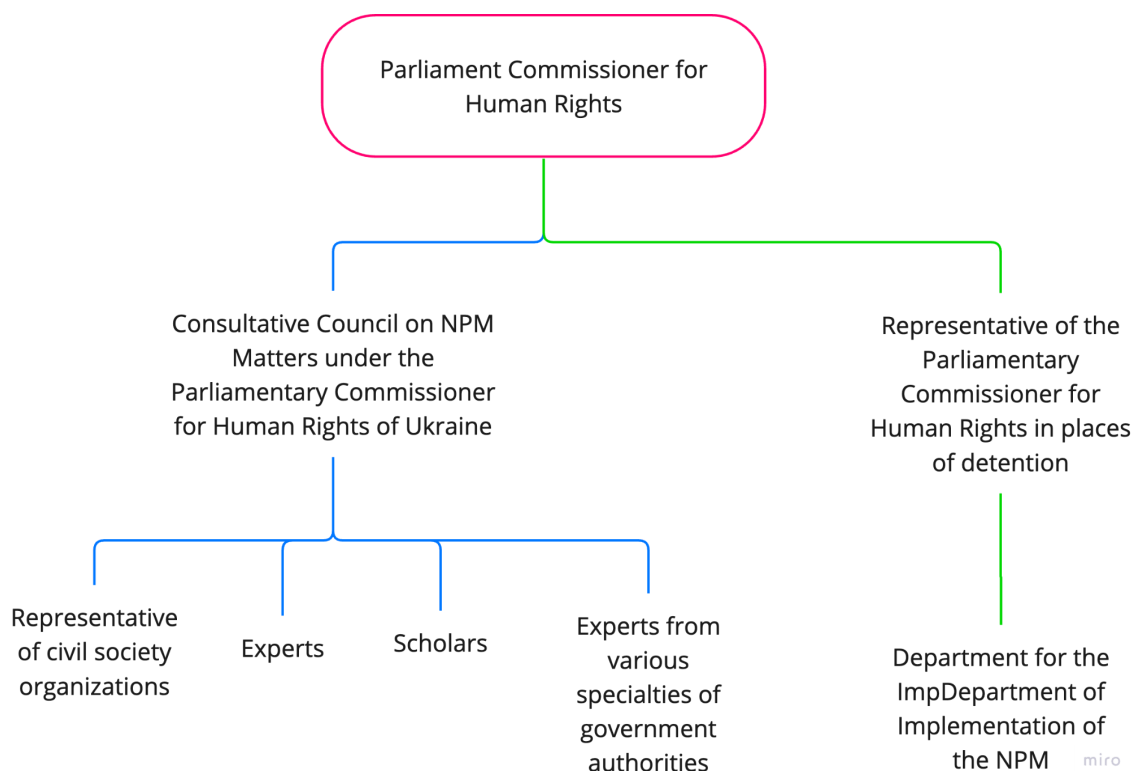 Parliament Commissioner for
Human Rights
Consultative Council on NPM
Matters under the
Parliamentary Commissioner
for Human Rights of Ukraine
Representative of the
Parliamentary
Commissioner for
Human Rights in places
of detention
Representative
of civil society
organizations
Experts
Scholars
Experts from
various
specialties of
government
authorities
Department for the
ImpDepartment of
Implementation of
the NPM
miro